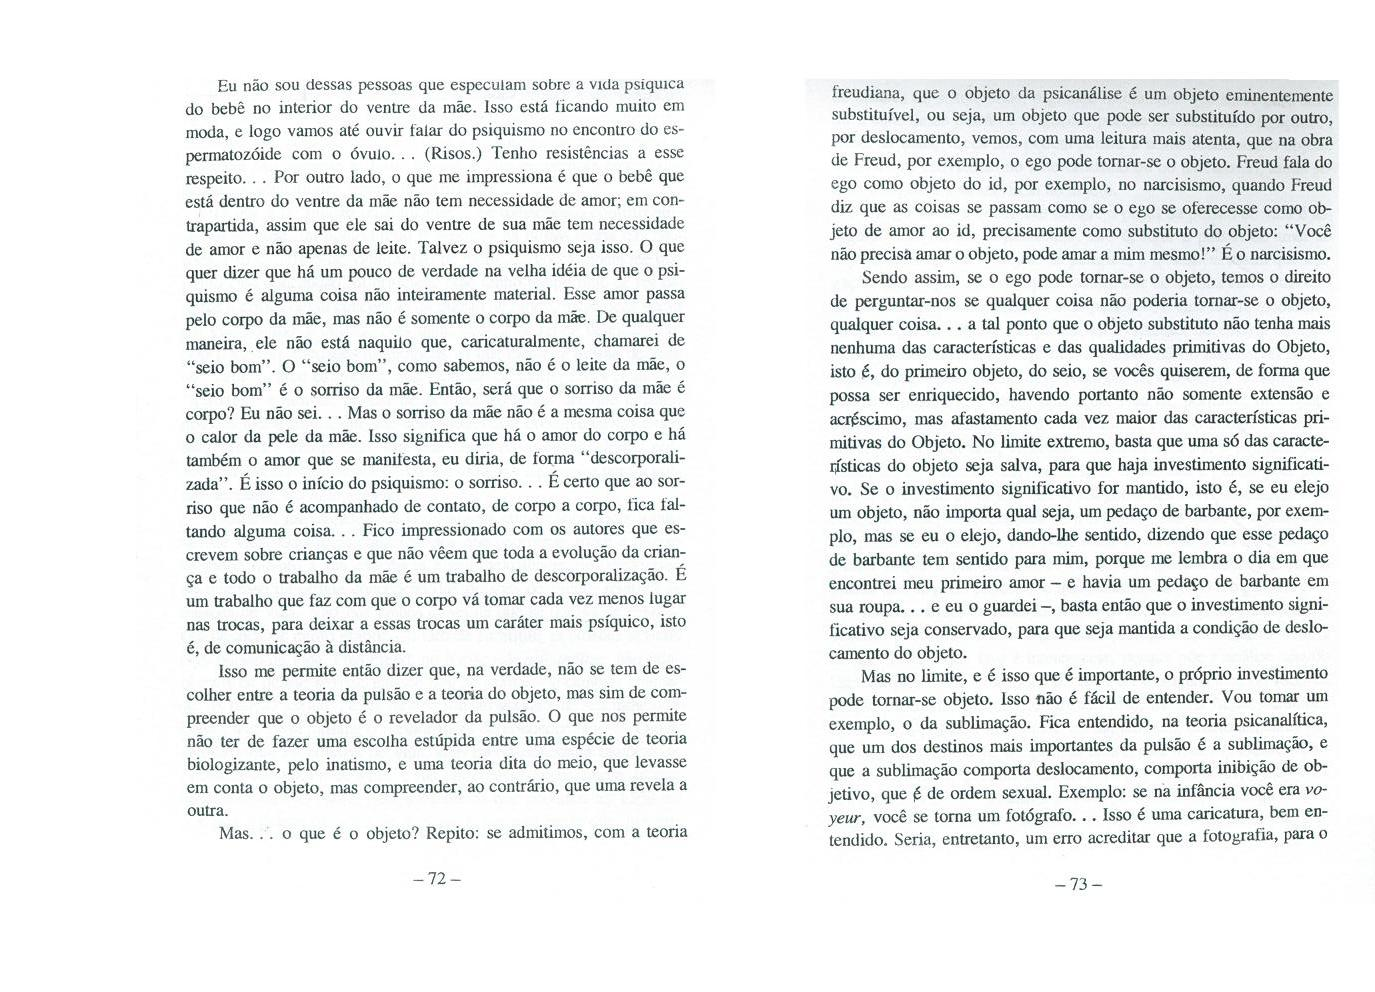 Eu não sou dessas pessoas que especulam sobre a vida psíquica
do bebê no interior do ventre da mãe. Isso está ficando muito em
moda, e logo vamos até ouvir falar do psiquismo no encontro do es-
permatozóide com o óvulo. . . (Risos.) Tenho resistências a esse
respeito. . . Por outro lado, o que me impressiona é que o bebê que
está dentro do ventre da mãe não tem necessidade de amor; em con-
trapartida, assim que ele sai do ventre de sua mãe tem necessidade
de amor e não apenas de leite. Talvez o psiquismo seja isso. O que
quer dizer que há um pouco de verdade na velha idéia de que o psi-
quismo é alguma coisa não inteiramente material. Esse amor passa
pelo corpo da mãe, mas não é somente o corpo da mãe. De qualquer
maneira, ele não está naquilo que, caricaturalmente, chamarei de
“seio bom”. O “seio bom”, como sabemos, não é o leite da mãe, o
“seio bom” é o sorriso da mãe. Então, será que o sorriso da mãe é
corpo? Eu não sei. . . Mas o sorriso da mãe não é a mesma coisa que
o calor da pele da mãe. Isso significa que há o amor do corpo e há
também o amor que se manifesta, eu diria, de forma “descorporali-
zada”. É isso o início do psiquismo: o sorriso. . . É certo que ao sor-
riso que não é acompanhado de contato, de corpo a corpo, fica fal-
tando alguma coisa. . . Fico impressionado com os autores que es-
crevem sobre crianças e que não vêem que toda a evolução da crian-
ça e todo o trabalho da mãe é um trabalho de descorporalização. É
um trabalho que faz com que o corpo vá tomar cada vez menos lugar
nas trocas, para deixar a essas trocas um caráter mais psíquico, isto
é, de comunicação à distância.
Isso me permite então dizer que, na verdade, não se tem de es-
colher entre a teoria da pulsão e a teoria do objeto, mas sim de com-
preender que o objeto é o revelador da pulsão. O que nos permite
não ter de fazer uma escolha estúpida entre uma espécie de teoria
biologizante, pelo inatismo, e uma teoria dita do meio, que levasse
em conta o objeto, mas compreender, ao contrário, que uma revela a
outra.
Mas. . . o que é o objeto? Repito: se admitimos, com a teoria
– 72 –
freudiana, que o objeto da psicanálise é um objeto eminentemente
substituível, ou seja, um objeto que pode ser substituído por outro,
por deslocamento, vemos, com uma leitura mais atenta, que na obra
de Freud, por exemplo, o ego pode tornar-se o objeto. Freud fala do
ego como objeto do id, por exemplo, no narcisismo, quando Freud
diz que as coisas se passam como se o ego se oferecesse como ob-
jeto de amor ao id, precisamente como substituto do objeto: “Você
não precisa amar o objeto, pode amar a mim mesmo!” É o narcisismo.
Sendo assim, se o ego pode tornar-se o objeto, temos o direito
de perguntar-nos se qualquer coisa não poderia tornar-se o objeto,
qualquer coisa. . . a tal ponto que o objeto substituto não tenha mais
nenhuma das características e das qualidades primitivas do Objeto,
isto é, do primeiro objeto, do seio, se vocês quiserem, de forma que
possa ser enriquecido, havendo portanto não somente extensão e
acréscimo, mas afastamento cada vez maior das características pri-
mitivas do Objeto. No limite extremo, basta que uma só das caracte-
rísticas do objeto seja salva, para que haja investimento significati-
vo. Se o investimento significativo for mantido, isto é, se eu elejo
um objeto, não importa qual seja, um pedaço de barbante, por exem-
plo, mas se eu o elejo, dando-lhe sentido, dizendo que esse pedaço
de barbante tem sentido para mim, porque me lembra o dia em que
encontrei meu primeiro amor – e havia um pedaço de barbante em
sua roupa. . . e eu o guardei –, basta então que o investimento signi-
ficativo seja conservado, para que seja mantida a condição de deslo-
camento do objeto.
Mas no limite, e é isso que é importante, o próprio investimento
pode tornar-se objeto. Isso não é fácil de entender. Vou tomar um
exemplo, o da sublimação. Fica entendido, na teoria psicanalítica,
que um dos destinos mais importantes da pulsão é a sublimação, e
que a sublimação comporta deslocamento, comporta inibição de ob-
jetivo, que é de ordem sexual. Exemplo: se na infância você era vo-
yeur, você se torna um fotógrafo. . . Isso é uma caricatura, bem en-
tendido. Seria, entretanto, um erro acreditar que a fotografia, para o
– 73 –